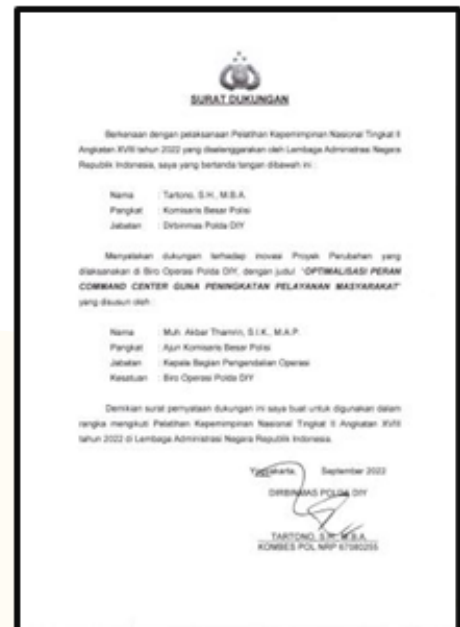 SURAT DUKUNGAN
Berkenaan dengan pelaksanaan Pelatihan Kepemimpinan Nasional Tingkat II
Angkatan XVIII tahun 2022 yang diselenggarakan oleh Lembaga Administrasi Negara
Republik Indonesia, saya yang bertanda tangan dibawah ini :
Nama : Tartono, S.H., M.B.A.
Pangkat : Komisaris Besar Polisi
Jabatan : Dirbinmas Polda DIY
Menyatakan dukungan terhadap inovasi Proyek Perubahan yang
dilaksanakan di Biro Operasi Polda DIY, dengan judul "OPTIMALISASI PERAN
COMMAND CENTER GUNA PENINGKATAN PELAYANAN MASYARAKAT"
yang disusun oleh :
Nama : Muh. Akbar Thamrin, S.I.K., M.A.P.
Pangkat : Ajun Komisaris Besar Polisi
Jabatan : Kepala Bagian Pengendalian Operasi
Kesatuan : Biro Operasi Polda DIY
Demikian surat pernyataan dukungan ini saya buat untuk digunakan dalam
rangka mengikuti Pelatihan Kepemimpinan Nasional Tingkat II Angkatan XVIII
tahun 2022 di Lembaga Administrasi Negara Republik Indonesia.
Yogyakarta, September 2022
DIRBINMAS POLDA DIY
TARTONO, S.H., M.B.A.
KOMBES POL NRP 67080255